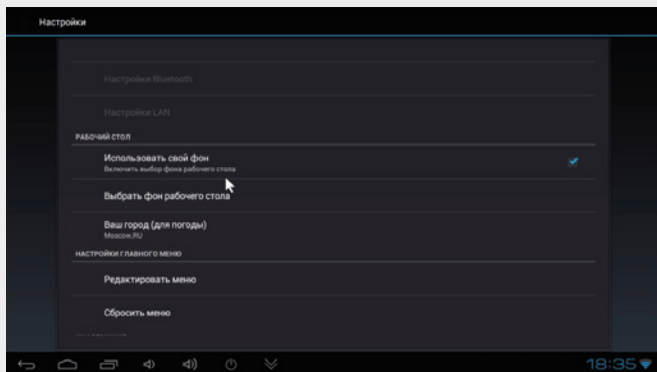 Настройки
Настройки Bluetooth
Настройки LAN
РАБОЧИЙ СТОЛ
Использовать свой фон
Включить выбор фона рабочего стола
Выбрать фон рабочего стола
Ваш город (для погоды)
Moscow,RU
НАСТРОЙКИ ГЛАВНОГО МЕНЮ
Редактировать меню
Сбросить меню
18:35